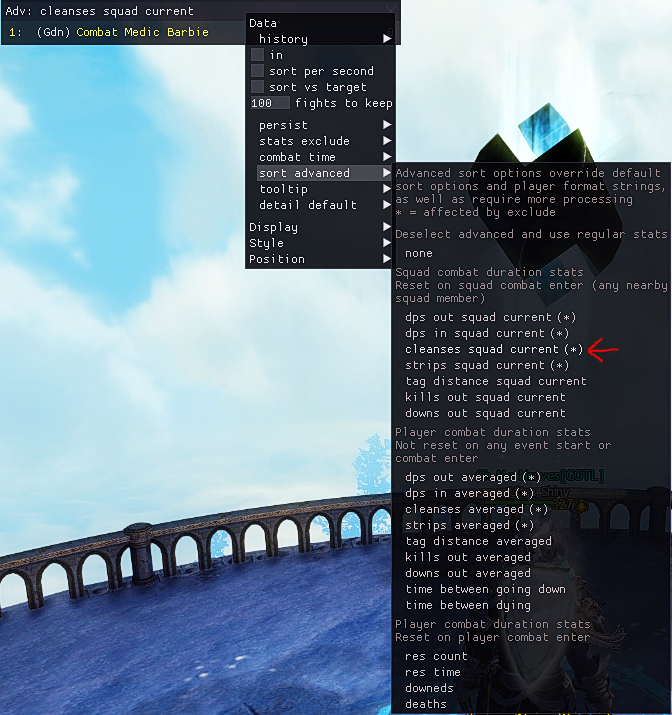 Adv: cleanses squad current
1: (Gdn) Combat Medic Barbie
Data
history
in
sort per second
sort vs target
100 fights to keep
persist
stats exclude
combat time
sort advanced
tooltip
detail default
Display
Style
Position
Advanced sort options override default
sort options and player format strings,
as well as require more processing
* = affected by exclude
Deselect advanced and use regular stats
none
Squad combat duration stats
Reset on squad combat enter (any nearby
squad member)
dps out squad current (*)
dps in squad current (*)
cleanses squad current (*)
strips squad current (*)
tag distance squad current
kills out squad current
downs out squad current
Player combat duration stats
Not reset on any event start or
combat enter
dps out averaged (*)
dps in averaged (*)
cleanses averaged (*)
strips averaged (*)
tag distance averaged
kills out averaged
downs out averaged
time between going down
time between dying
Player combat duration stats
Reset on player combat enter
res count
res time
downeds
deaths